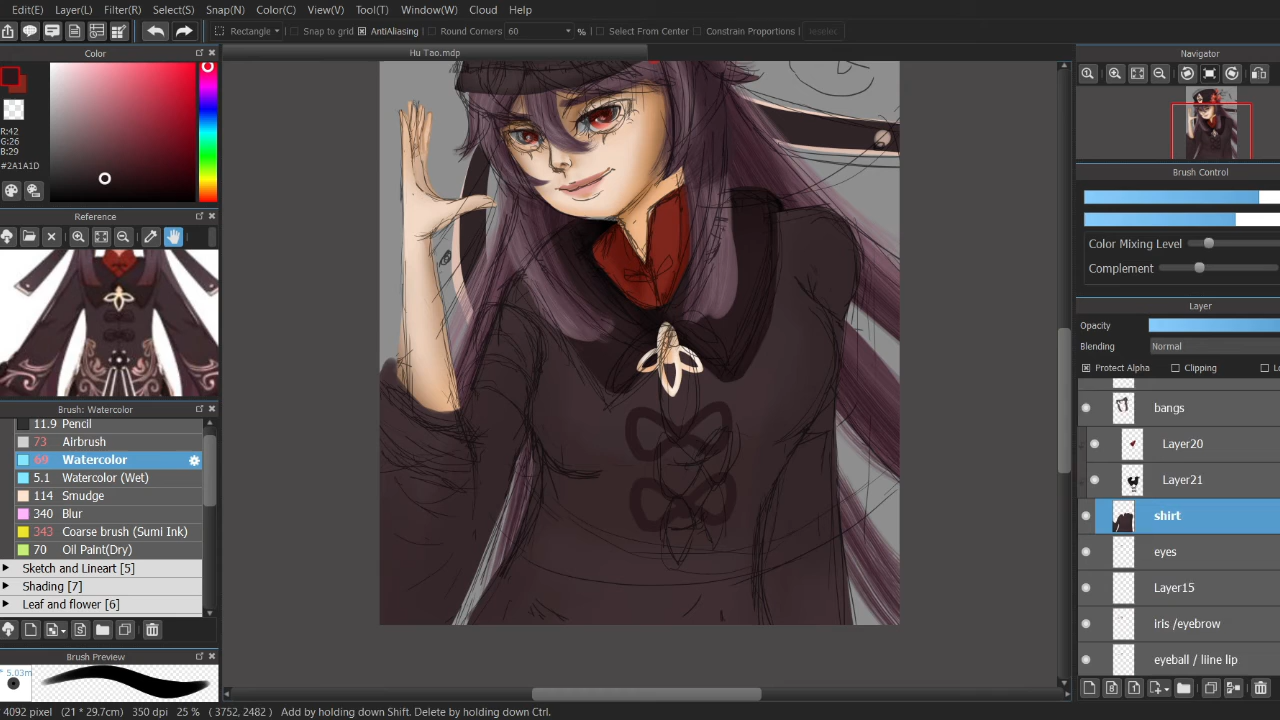 Edit(E) Layer(L) Filter(R) Select(S) Snap(N) Color(C) View(V) Tool(T) Window(W) Cloud Help
Rectangle Snap to grid AntiAliasing Round Corners 60 % Select From Center Constrain Proportions reselect
Color
Hu Tao.mdp
Navigator
R:42
G:26
B:29
#2A1A1D
Reference
Brush Control
Color Mixing Level
Complement
Layer
Opacity
Blending Normal
Protect Alpha Clipping Lo
Brush: Watercolor
11.9 Pencil
73 Airbrush
69 Watercolor
5.1 Watercolor (Wet)
114 Smudge
340 Blur
343 Coarse brush (Sumi Ink)
70 Oil Paint(Dry)
Sketch and Lineart [5]
Shading [7]
Leaf and flower [6]
bangs
Layer20
Layer21
shirt
eyes
Layer15
Iris /eyebrow
eyeball / lline lip
Brush Preview
* 5.03m
4092 pixel (21 * 29.7cm) 350 dpi 25 % ( 3752, 2482 ) Add by holding down Shift. Delete by holding down Ctrl.